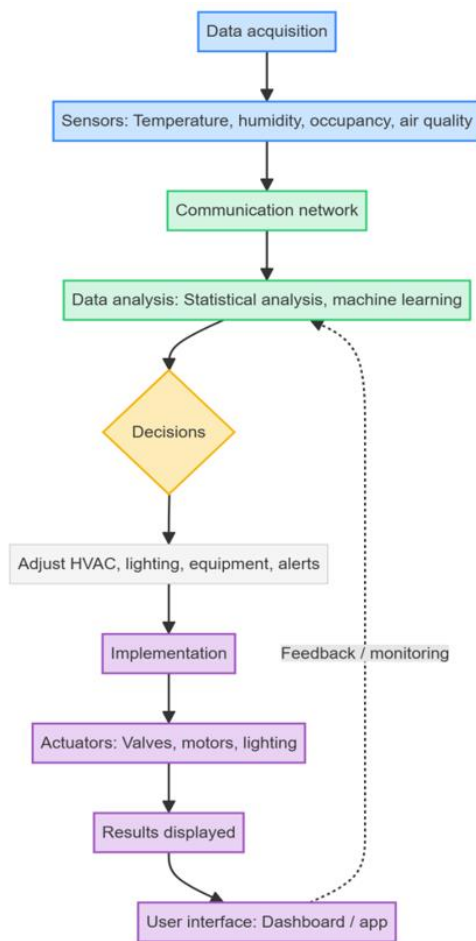 Data acquisition
Sensors: Temperature, humidity, occupancy, air quality
Communication network
Data analysis: Statistical analysis, machine learning
Decisions
Adjust HVAC, lighting, equipment, alerts
Implementation
Feedback / monitoring
Actuators: Valves, motors, lighting
Results displayed
User interface: Dashboard / app